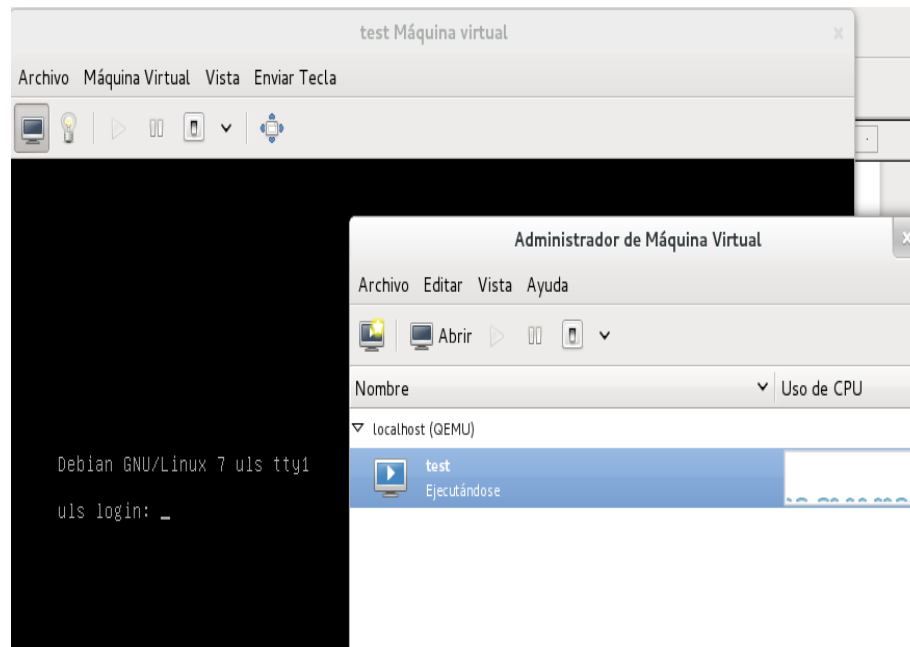 test Máquina virtual
x
Archivo Máquina Virtual Vista Enviar Tecla
Administrador de Máquina Virtual
x
Archivo Editar Vista Ayuda
Abrir
Nombre
Uso de CPU
localhost (QEMU)
test
Ejecutándose
Debian GNU/Linux 7 uls tty1
uls login: _